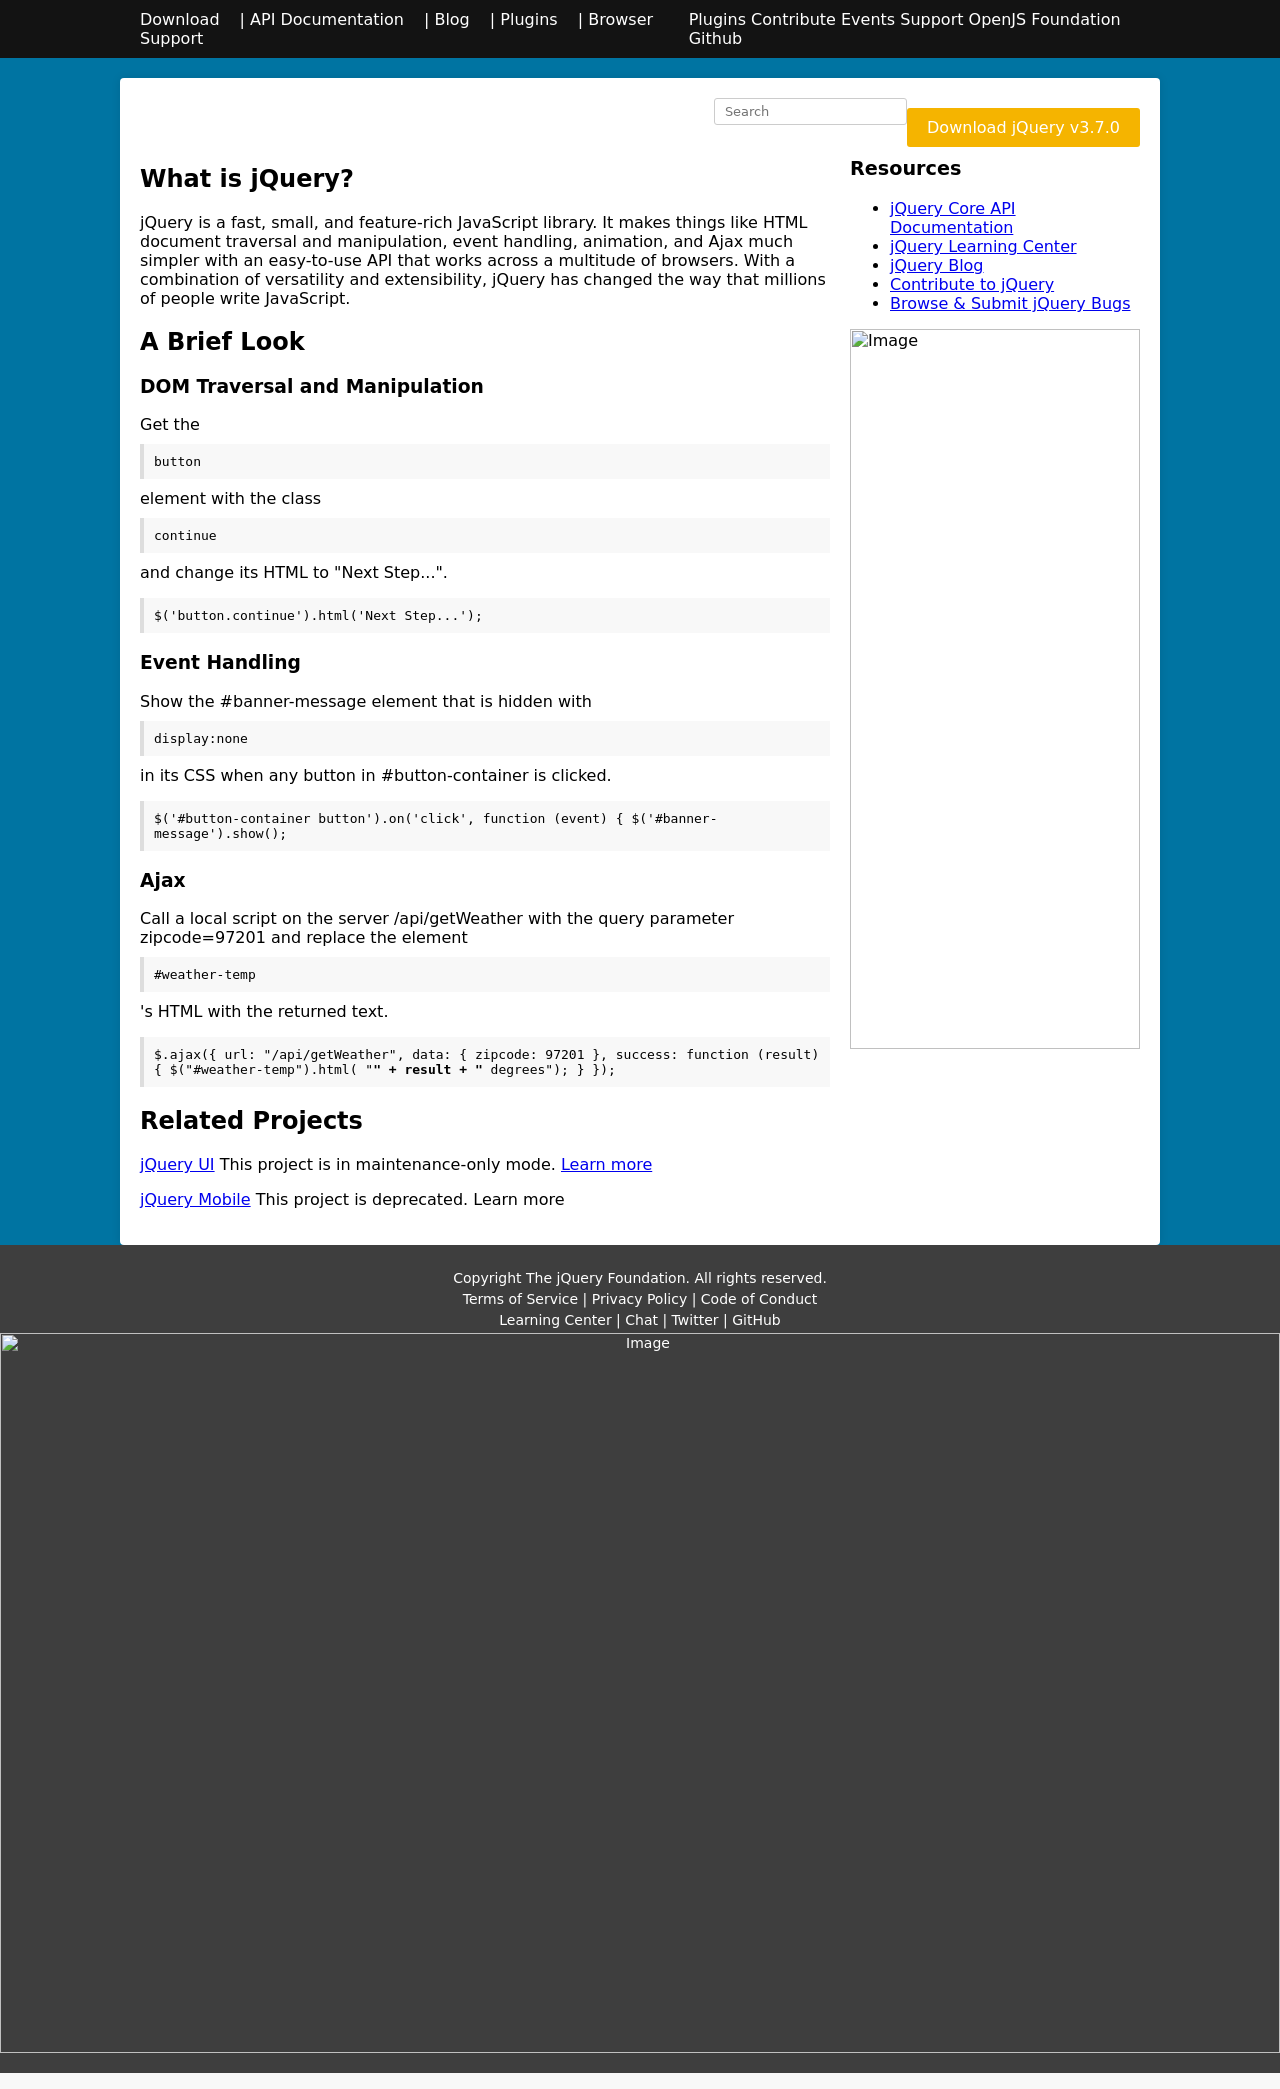 Download | API Documentation | Blog | Plugins | Browser Support
Plugins Contribute Events Support OpenJS Foundation Github
Search
Download jQuery v3.7.0
What is jQuery?
jQuery is a fast, small, and feature-rich JavaScript library. It makes things like HTML
document traversal and manipulation, event handling, animation, and Ajax much
simpler with an easy-to-use API that works across a multitude of browsers. With a
combination of versatility and extensibility, jQuery has changed the way that millions
of people write JavaScript.
A Brief Look
DOM Traversal and Manipulation
Get the
button
element with the class
continue
and change its HTML to "Next Step...".
$('button.continue').html('Next Step...');
Event Handling
Show the #banner-message element that is hidden with
display:none
in its CSS when any button in #button-container is clicked.
$('#button-container button').on('click', function (event) { $('#banner-
message').show();
Ajax
Call a local script on the server /api/getWeather with the query parameter
zipcode=97201 and replace the element
#weather-temp
's HTML with the returned text.
$.ajax({ url: "/api/getWeather", data: { zipcode: 97201 }, success: function (result)
{ $("#weather-temp").html( "" + result + " degrees"); } });
Related Projects
jQuery UI This project is in maintenance-only mode. Learn more
jQuery Mobile This project is deprecated. Learn more
Resources
jQuery Core API
Documentation
jQuery Learning Center
jQuery Blog
Contribute to jQuery
Browse & Submit jQuery Bugs
Image
Copyright The jQuery Foundation. All rights reserved.
Terms of Service | Privacy Policy | Code of Conduct
Learning Center | Chat | Twitter | GitHub
Image